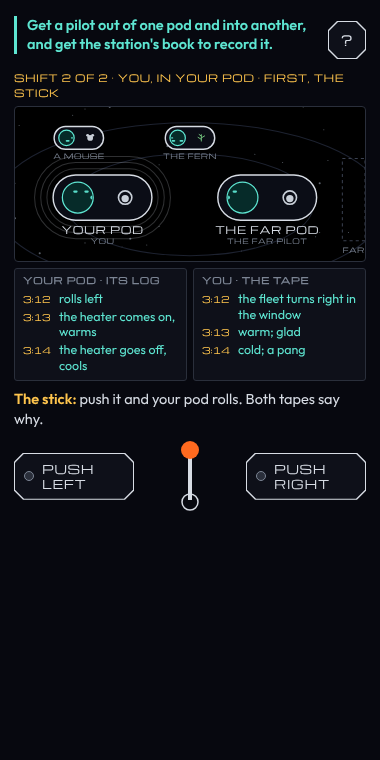 Get a pilot out of one pod and into another,
and get the station's book to record it.
?
SHIFT 2 OF 2 · YOU, IN YOUR POD · FIRST, THE
STICK
A MOUSE
THE FERN
YOUR POD
YOU
THE FAR POD
THE FAR PILOT
FAR
YOUR POD · ITS LOG
3:12 rolls left
3:13 the heater comes on,
warms
3:14 the heater goes off,
cools
YOU · THE TAPE
3:12 the fleet turns right in
the window
3:13 warm; glad
3:14 cold; a pang
The stick: push it and your pod rolls. Both tapes say
why.
PUSH
LEFT
PUSH
RIGHT